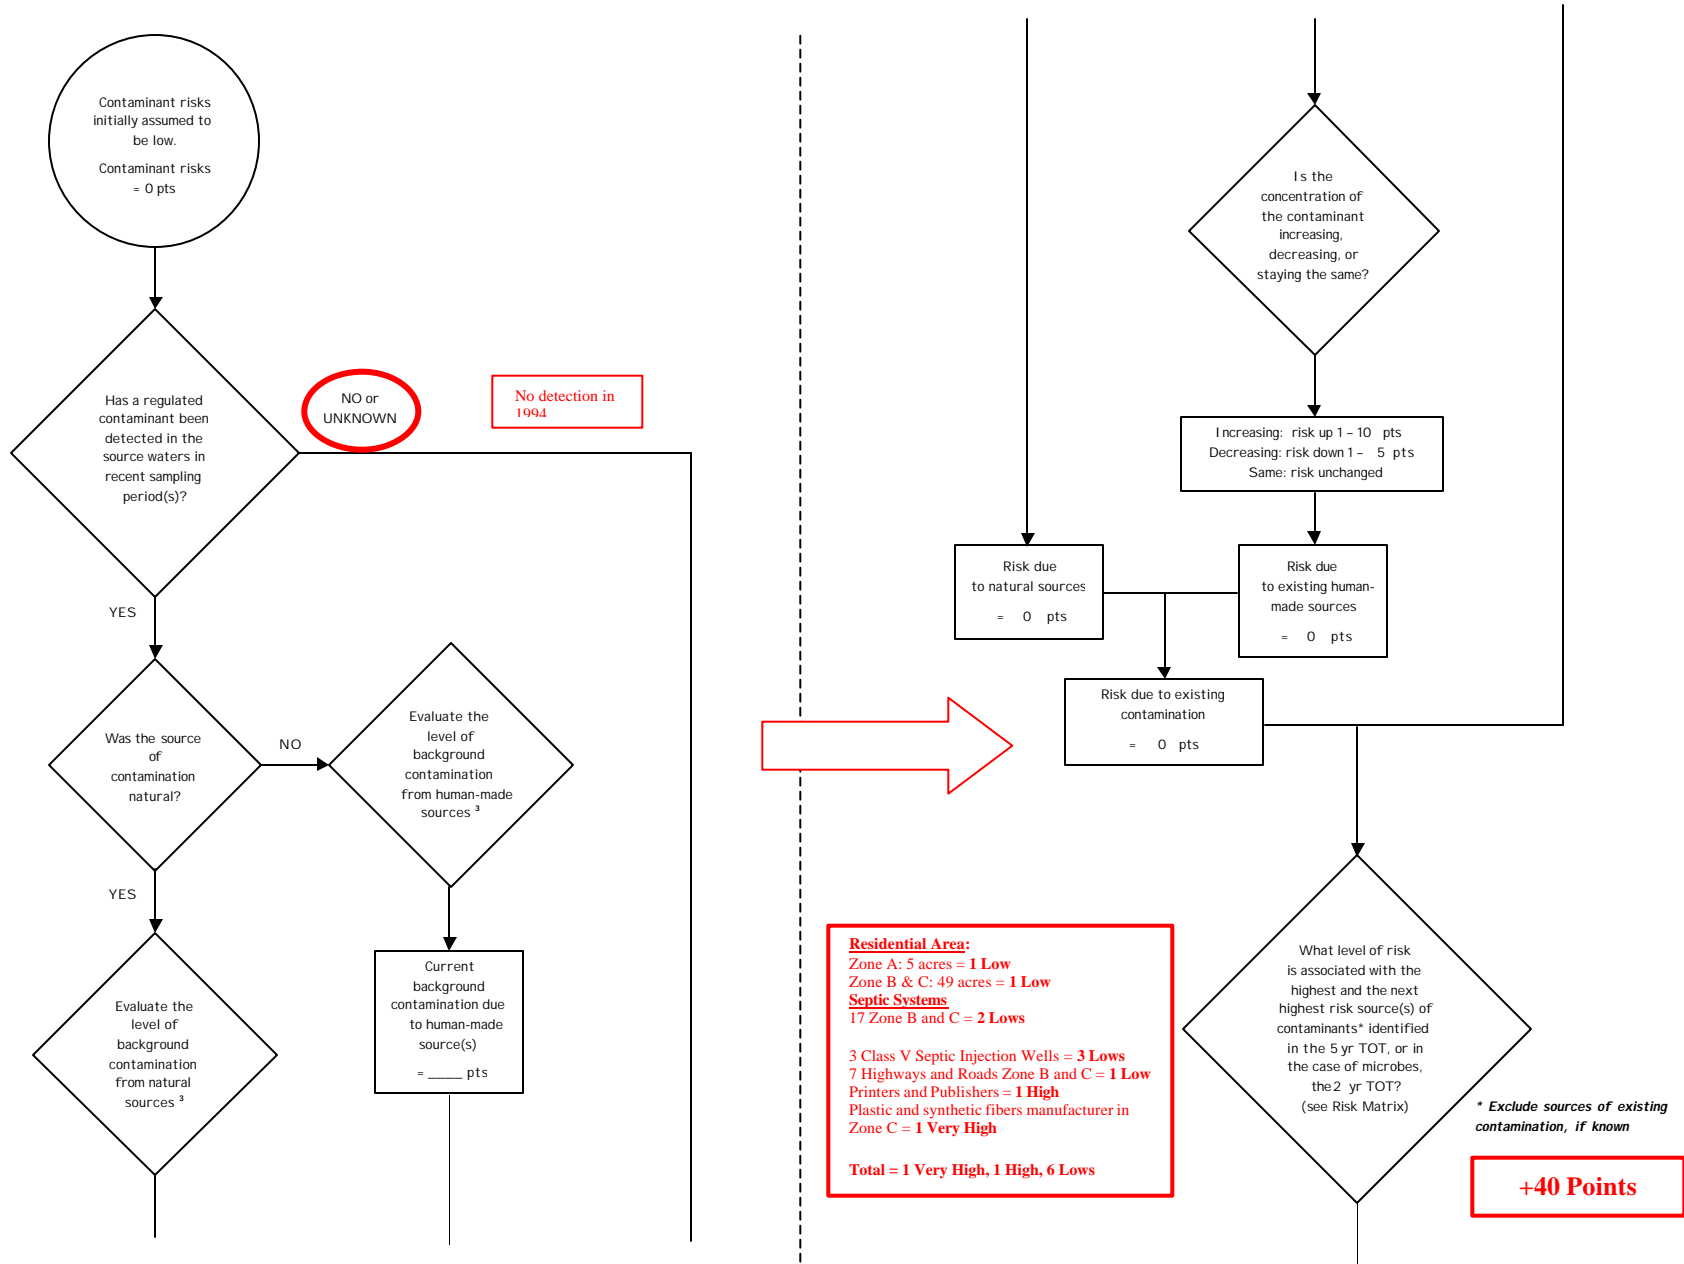 Contaminant risks
initially assumed to
be low.
Contaminant risks
= 0 pts
Has a regulated
contaminant been
detected in the
source waters in
recent sampling
period(s)?
NO or
UNKNOWN
No detection in
1994
YES
Was the source
of
contamination
natural?
NO
Evaluate the
level of
background
contamination
from human-made
sources ³
YES
Evaluate the
level of
background
contamination
from natural
sources ³
Current
background
contamination due
to human-made
source(s)
= ____ pts
Is the
concentration of
the contaminant
increasing,
decreasing, or
staying the same?
Increasing: risk up 1 – 10 pts
Decreasing: risk down 1 – 5 pts
Same: risk unchanged
Risk due
to natural sources
= 0 pts
Risk due
to existing human-
made sources
= 0 pts
Risk due to existing
contamination
= 0 pts
Residential Area:
Zone A: 5 acres = 1 Low
Zone B & C: 49 acres = 1 Low
Septic Systems
17 Zone B and C = 2 Lows
3 Class V Septic Injection Wells = 3 Lows
7 Highways and Roads Zone B and C = 1 Low
Printers and Publishers = 1 High
Plastic and synthetic fibers manufacturer in
Zone C = 1 Very High
Total = 1 Very High, 1 High, 6 Lows
What level of risk
is associated with the
highest and the next
highest risk source(s) of
contaminants* identified
in the 5 yr TOT, or in
the case of microbes,
the 2 yr TOT?
(see Risk Matrix)
* Exclude sources of existing
contamination, if known
+40 Points